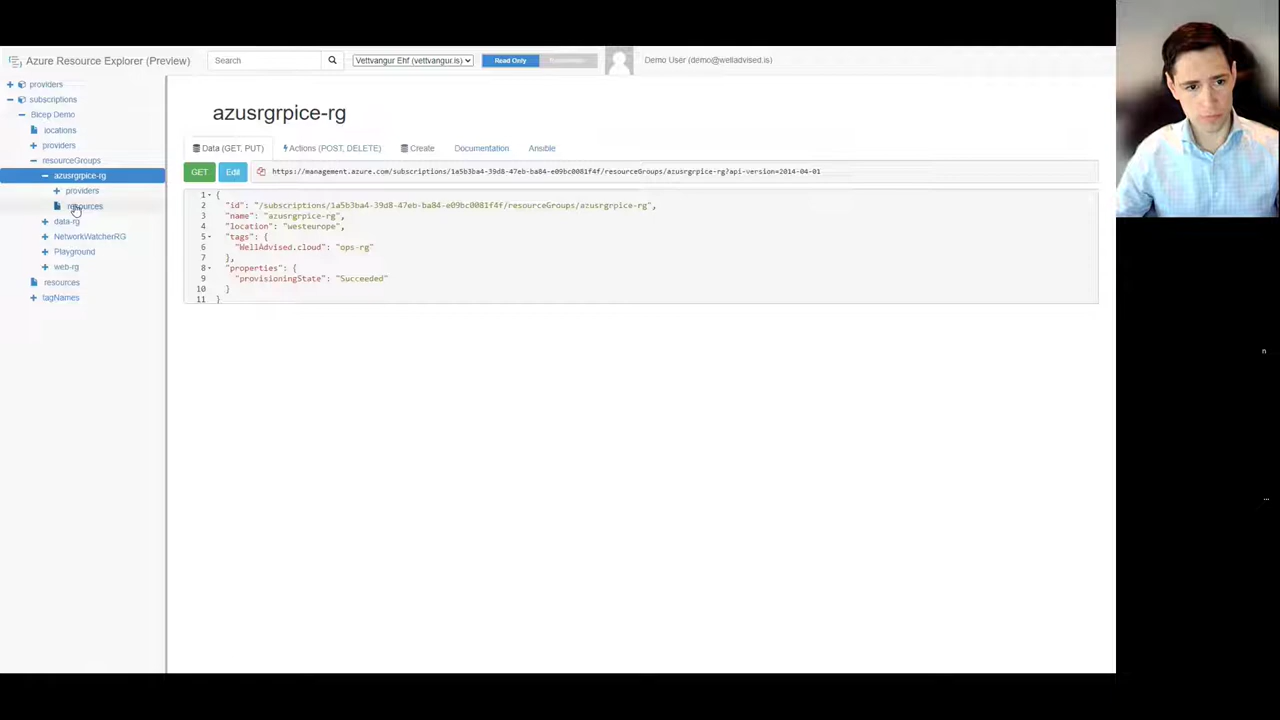 Azure Resource Explorer (Preview)
Search
Vettvangur Ehf (vettvangur.is)
Read Only
Demo User (demo@welladvised.is)
providers
subscriptions
Bicep Demo
locations
providers
resourceGroups
azusrgrpice-rg
providers
resources
data-rg
NetworkWatcherRG
Playground
web-rg
resources
tagNames
azusrgrpice-rg
Data (GET, PUT)
Actions (POST, DELETE)
Create
Documentation
Ansible
GET
Edit
https://management.azure.com/subscriptions/1a5b3ba4-39d8-47eb-ba84-e09bc0081f4f/resourceGroups/azusrgrpice-rg?api-version=2014-04-01
1 {
2 "id": "/subscriptions/1a5b3ba4-39d8-47eb-ba84-e09bc0081f4f/resourceGroups/azusrgrpice-rg",
3 "name": "azusrgrpice-rg",
4 "location": "westeurope",
5 "tags": {
6 "WellAdvised.cloud": "ops-rg"
7 },
8 "properties": {
9 "provisioningState": "Succeeded"
10 }
11 }
n
...